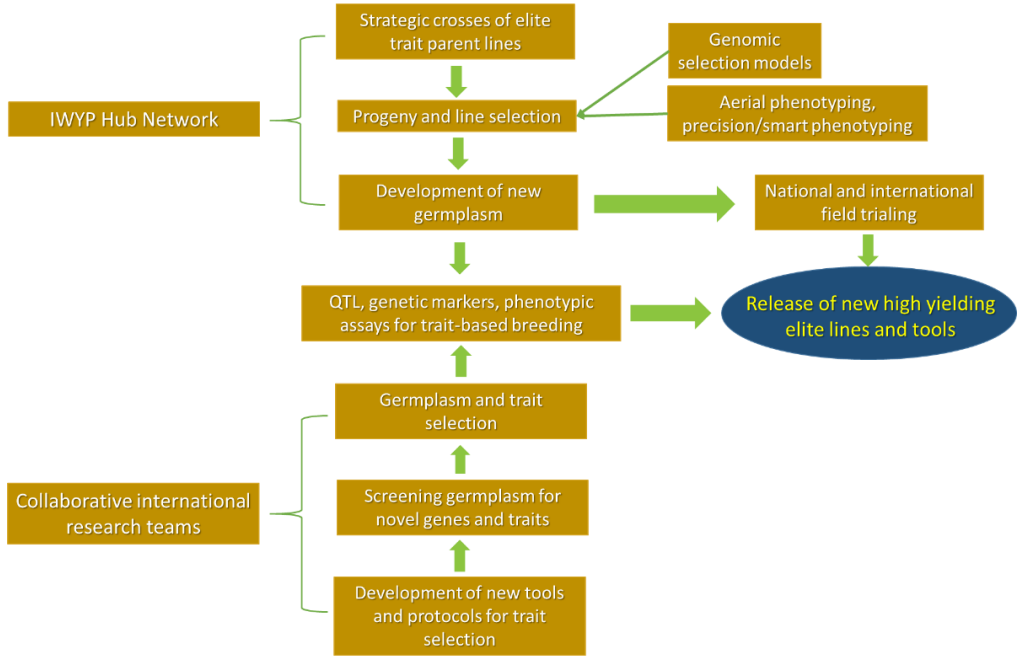 Strategic crosses of elite
trait parent lines
Genomic
selection models
IWYP Hub Network
Progeny and line selection
Aerial phenotyping,
precision/smart phenotyping
Development of new
germplasm
National and international
field trialing
QTL, genetic markers, phenotypic
assays for trait-based breeding
Release of new high yielding
elite lines and tools
Germplasm and trait
selection
Collaborative international
research teams
Screening germplasm for
novel genes and traits
Development of new tools
and protocols for trait
selection